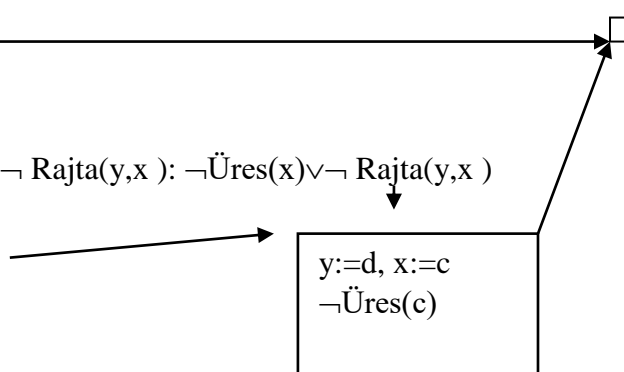 ¬ Rajta(y,x ): ¬Üres(x)∨¬ Rajta(y,x )
y:=d, x:=c
¬Üres(c)